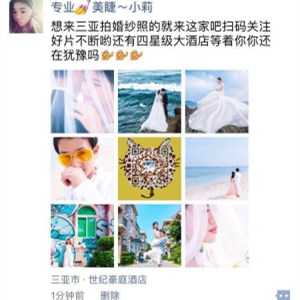 专业💅美睫～小莉
想来三亚拍婚纱照的就来这家吧扫码关注
好片不断哟还有四星级大酒店等着你你还
在犹豫吗💅💅💅
三亚市 · 世纪豪庭酒店
1分钟前 删除